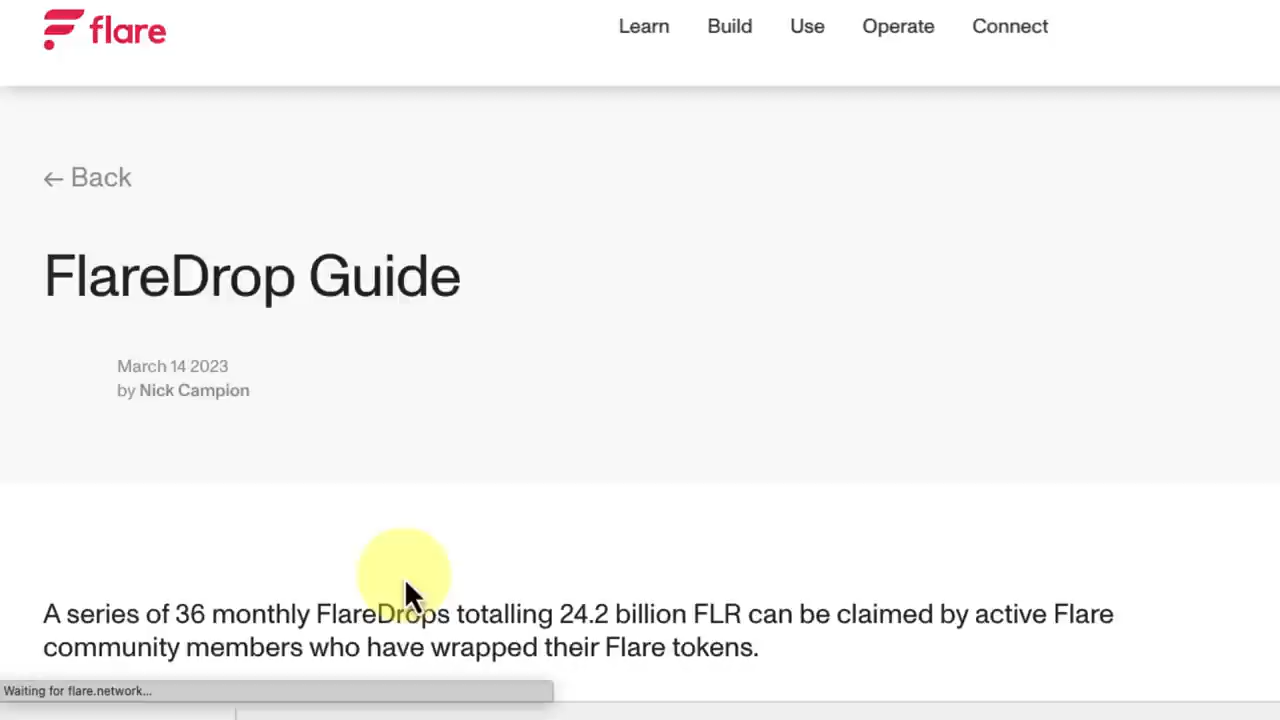 flare
Learn Build Use Operate Connect
← Back
FlareDrop Guide
March 14 2023
by Nick Campion
A series of 36 monthly FlareDrops totalling 24.2 billion FLR can be claimed by active Flare
community members who have wrapped their Flare tokens.
Waiting for flare.network...